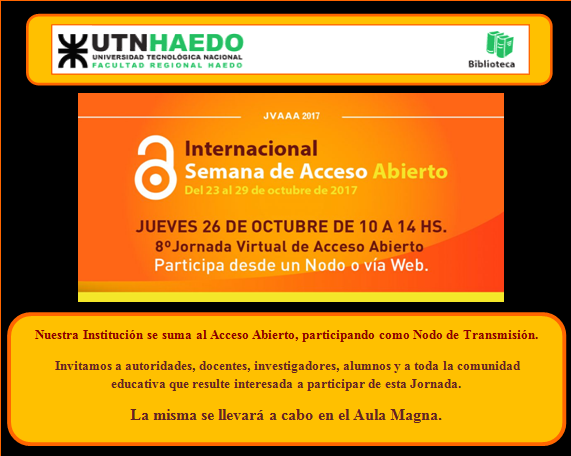 UTNHAEDO
UNIVERSIDAD TECNOLÓGICA NACIONAL
FACULTAD REGIONAL HAEDO
Biblioteca
JVAAA 2017
Internacional
Semana de Acceso Abierto
Del 23 al 29 de octubre de 2017
JUEVES 26 DE OCTUBRE DE 10 A 14 HS.
8ºJornada Virtual de Acceso Abierto
Participa desde un Nodo o vía Web.
Nuestra Institución se suma al Acceso Abierto, participando como Nodo de Transmisión.
Invitamos a autoridades, docentes, investigadores, alumnos y a toda la comunidad
educativa que resulte interesada a participar de esta Jornada.
La misma se llevará a cabo en el Aula Magna.